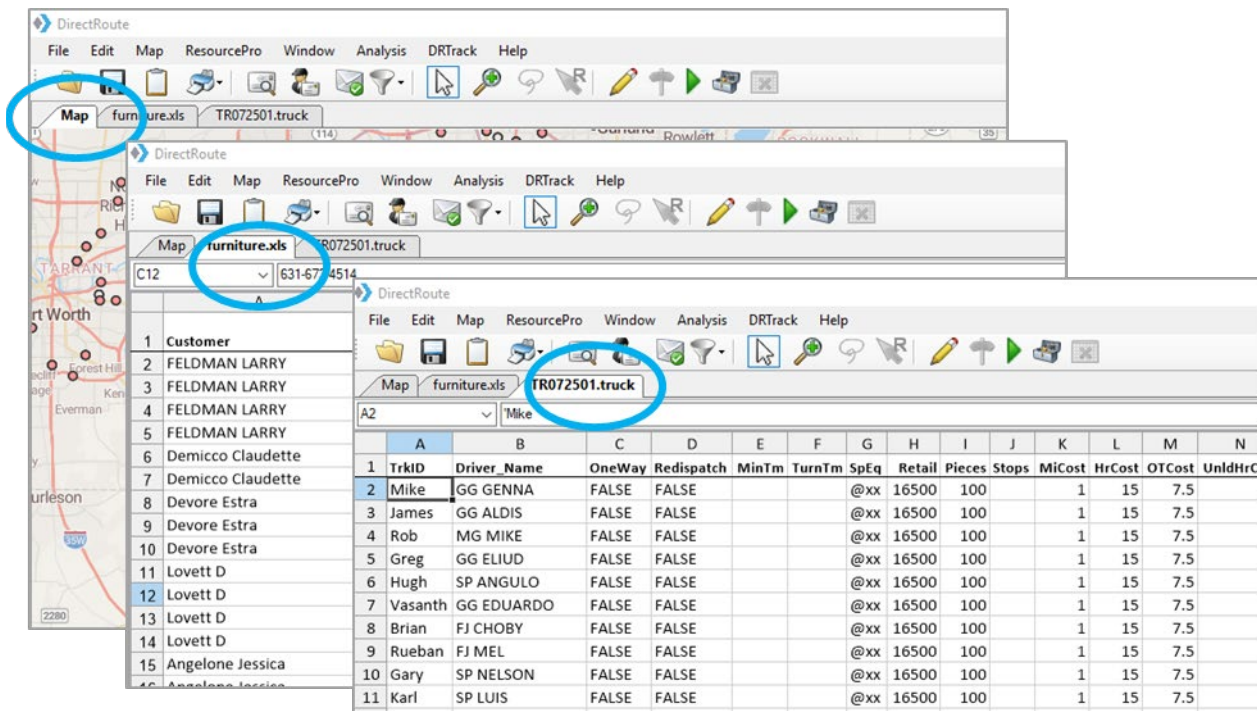 DirectRoute
File Edit Map ResourcePro Window Analysis DRTrack Help
Map furniture.xls TR072501.truck
114 Garland Rowlett 35
TARRANT
rt Worth
Forest Hill
Everman
urleson
35W
2280
DirectRoute
File Edit Map ResourcePro Window Analysis DRTrack Help
Map furniture.xls TR072501.truck
C12
A
1 Customer
2 FELDMAN LARRY
3 FELDMAN LARRY
4 FELDMAN LARRY
5 FELDMAN LARRY
6 Demicco Claudette
7 Demicco Claudette
8 Devore Estra
9 Devore Estra
10 Devore Estra
11 Lovett D
12 Lovett D
13 Lovett D
14 Lovett D
15 Angelone Jessica
16 Angelone Jessica
DirectRoute
File Edit Map ResourcePro Window Analysis DRTrack Help
Map furniture.xls TR072501.truck
A2 'Mike
A B C D E F G H I J K L M N
1 TrkID Driver_Name OneWay Redispatch MinTm TurnTm SpEq Retail Pieces Stops MiCost HrCost OTCost UnldHrC
2 Mike GG GENNA FALSE FALSE @xx 16500 100 1 15 7.5
3 James GG ALDIS FALSE FALSE @xx 16500 100 1 15 7.5
4 Rob MG MIKE FALSE FALSE @xx 16500 100 1 15 7.5
5 Greg GG ELIUD FALSE FALSE @xx 16500 100 1 15 7.5
6 Hugh SP ANGULO FALSE FALSE @xx 16500 100 1 15 7.5
7 Vasanth GG EDUARDO FALSE FALSE @xx 16500 100 1 15 7.5
8 Brian FJ CHOBY FALSE FALSE @xx 16500 100 1 15 7.5
9 Rueban FJ MEL FALSE FALSE @xx 16500 100 1 15 7.5
10 Gary SP NELSON FALSE FALSE @xx 16500 100 1 15 7.5
11 Karl SP LUIS FALSE FALSE @xx 16500 100 1 15 7.5